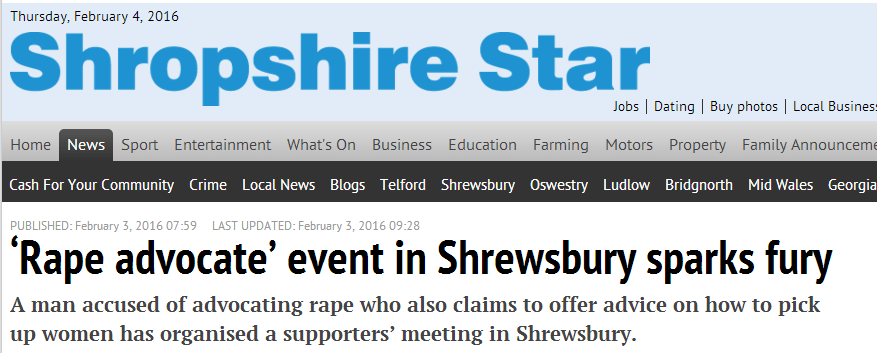 Thursday, February 4, 2016
Shropshire Star
Jobs | Dating | Buy photos | Local Business
Home News Sport Entertainment What's On Business Education Farming Motors Property Family Announceme
Cash For Your Community Crime Local News Blogs Telford Shrewsbury Oswestry Ludlow Bridgnorth Mid Wales Georgia
PUBLISHED: February 3, 2016 07:59 LAST UPDATED: February 3, 2016 09:28
‘Rape advocate’ event in Shrewsbury sparks fury
A man accused of advocating rape who also claims to offer advice on how to pick
up women has organised a supporters’ meeting in Shrewsbury.